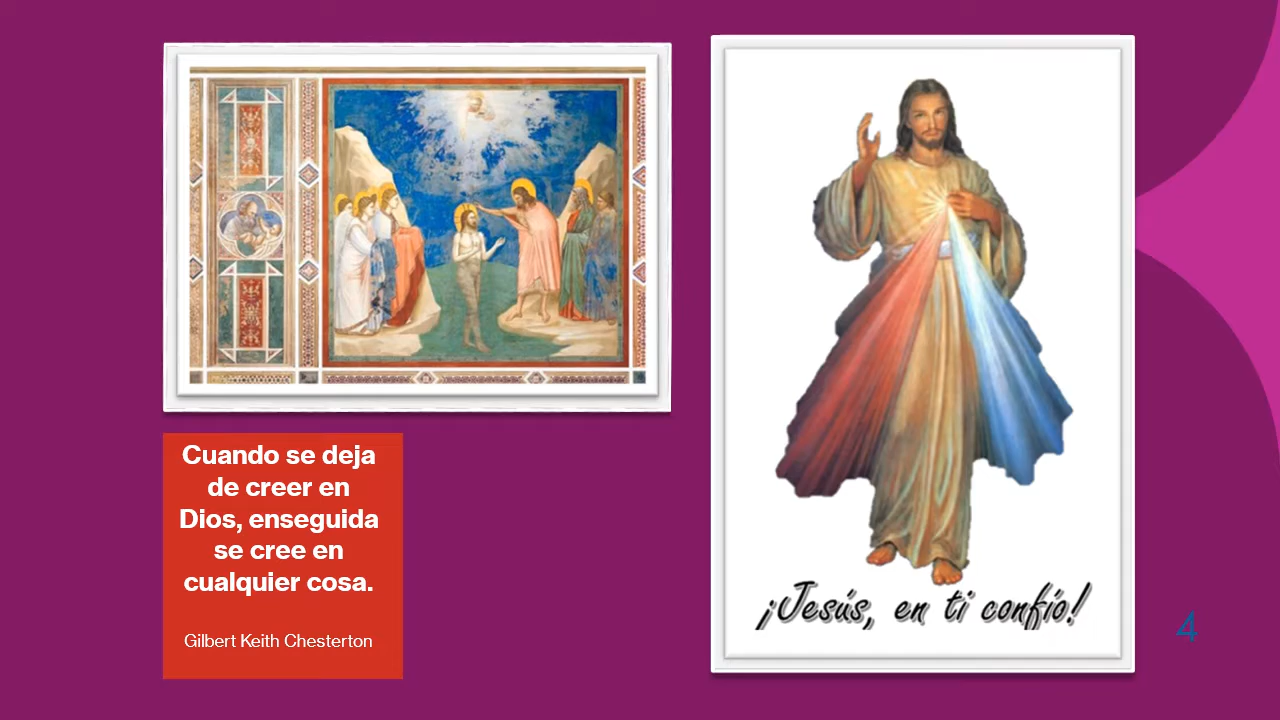 Cuando se deja
de creer en
Dios, enseguida
se cree en
cualquier cosa.
Gilbert Keith Chesterton
¡Jesús, en ti confío!
4